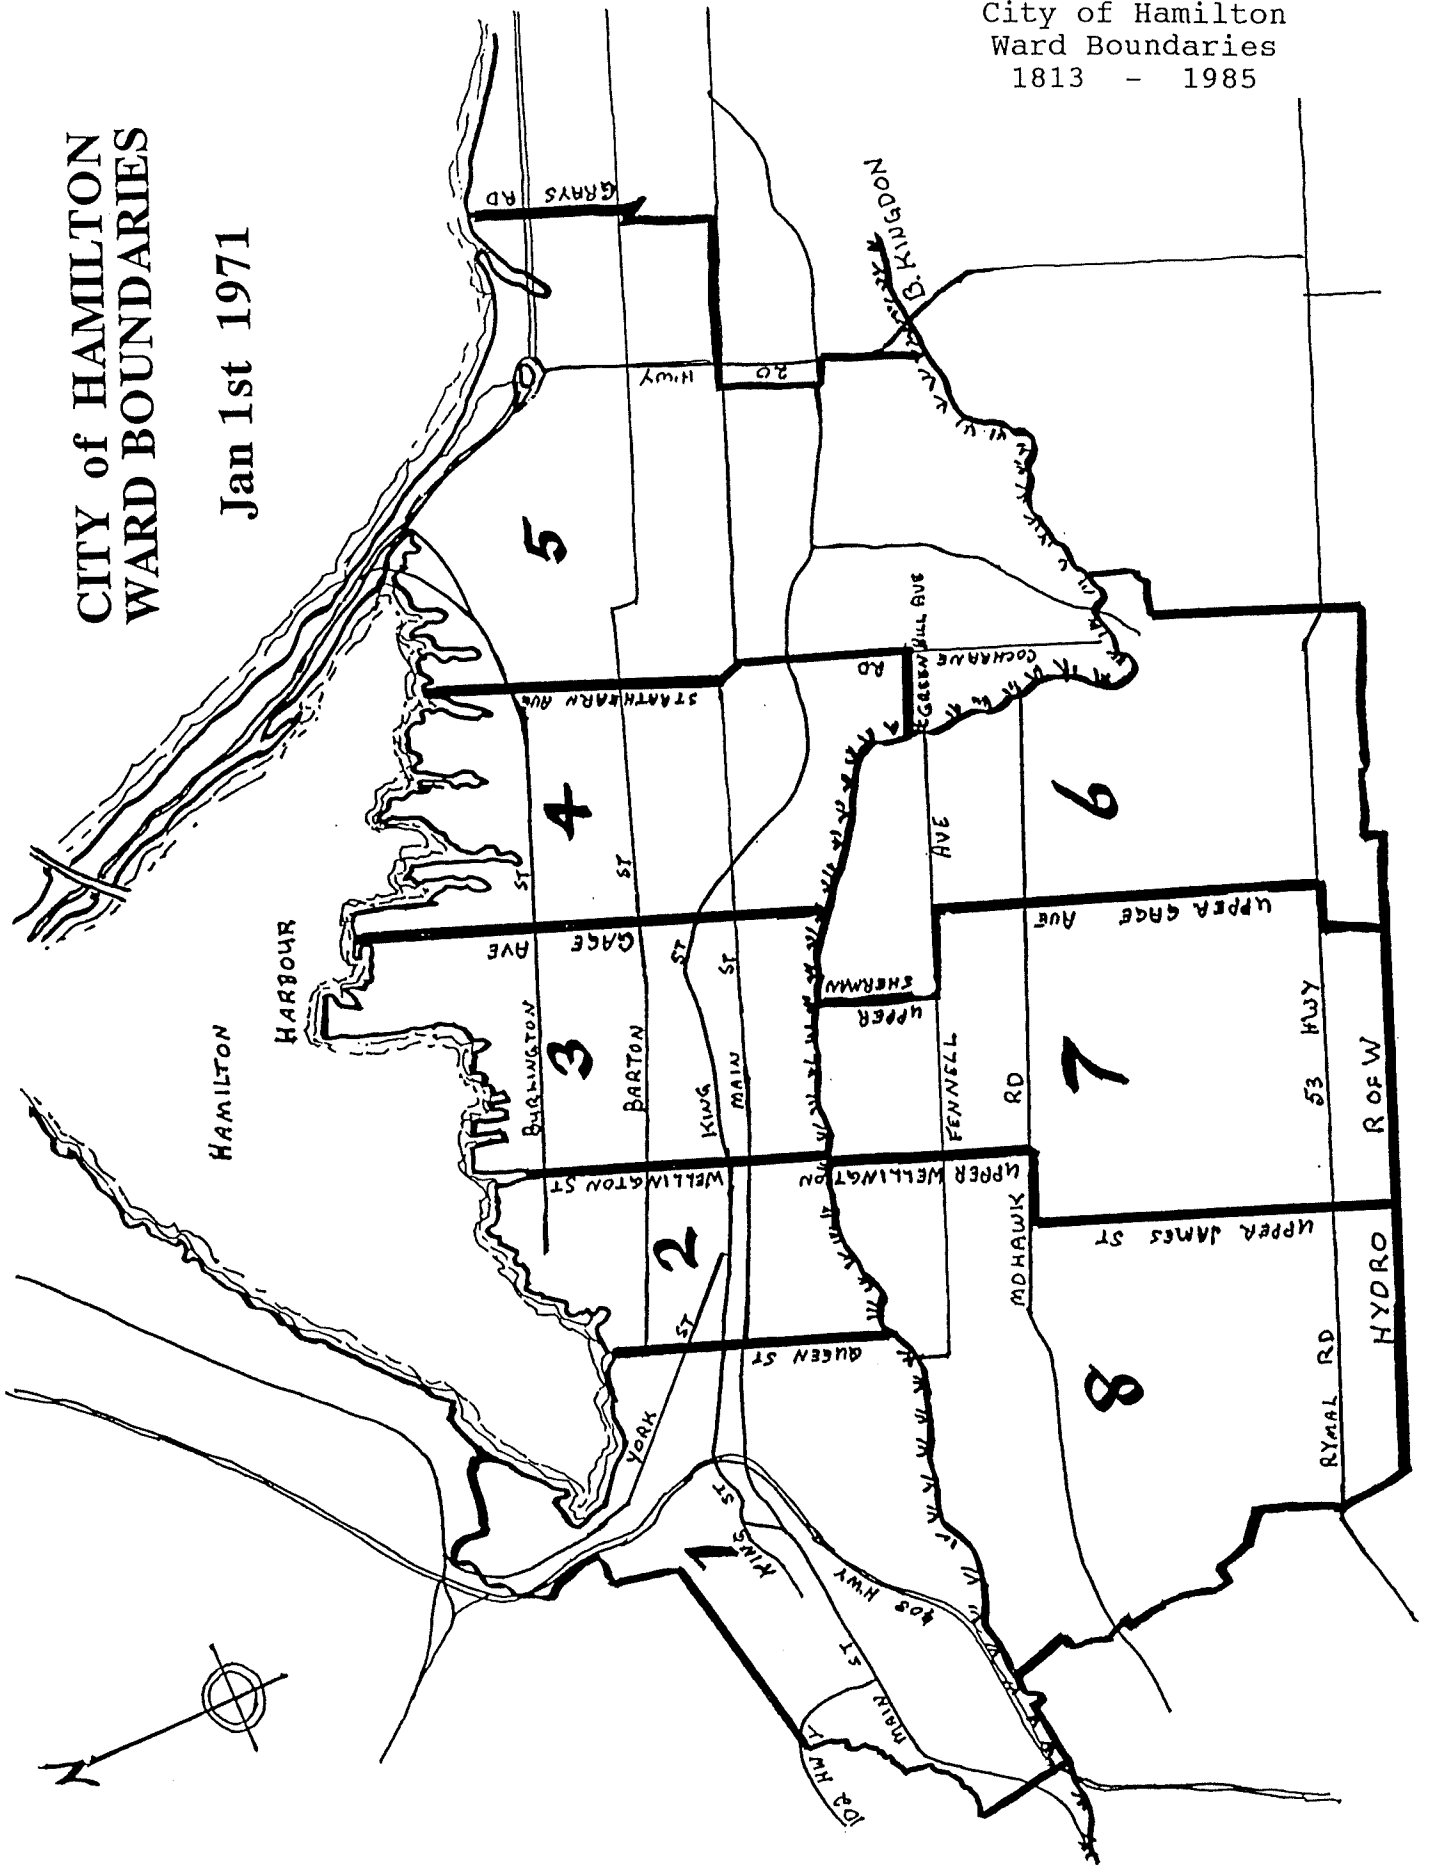 City of Hamilton
Ward Boundaries
1813 - 1985
CITY of HAMILTON
WARD BOUNDARIES
Jan 1st 1971
HAMILTON
HARBOUR
N
B. KINGDON
GRAYS RD
HWY 20
5
STRATHEARN AVE
RD
GREENHILL AVE
COCHRANE
4
ST
ST
AVE
6
GAGE AVE
ST
ST
UPPER GAGE AVE
UPPER SHERMAN
3
BURLINGTON
BARTON
KING
MAIN
FENNELL
RD
7
53 HWY
R OF W
WELLINGTON ST
UPPER WELLINGTON
MOHAWK
UPPER JAMES ST
2
ST
QUEEN ST
YORK
8
RYMAL RD
HYDRO
1
KING ST
HWY 403
MAIN ST
102 HWY